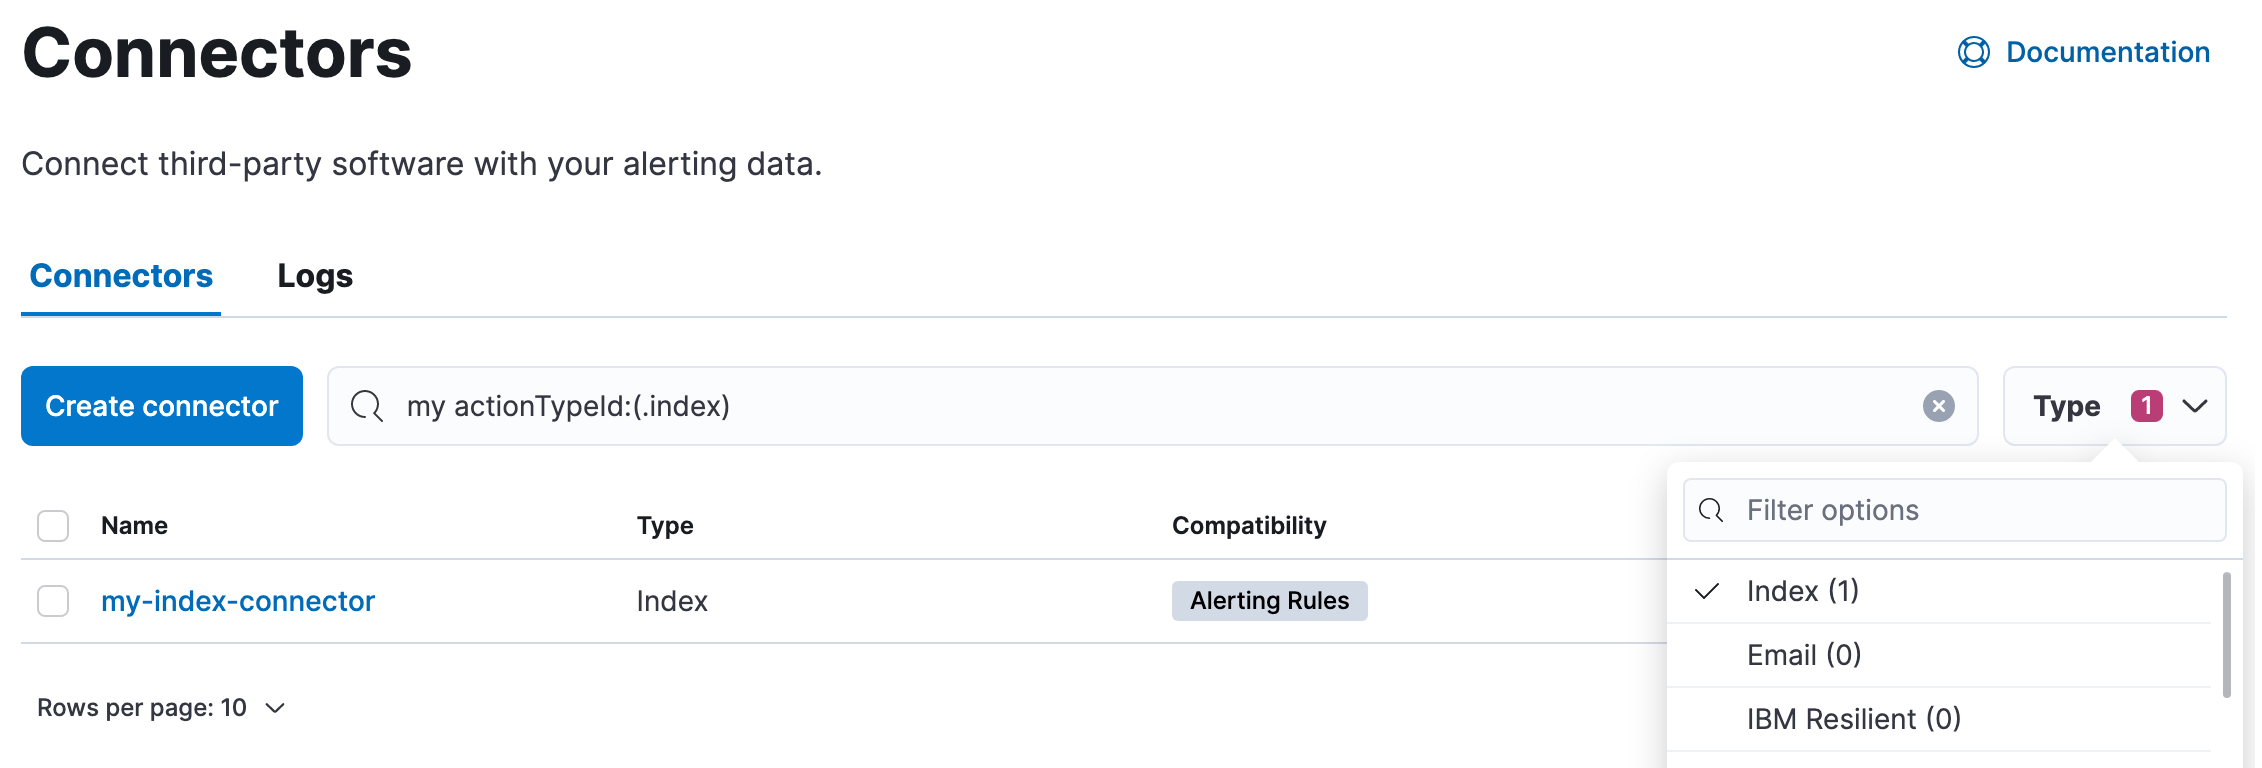 Connectors
Documentation
Connect third-party software with your alerting data.
Connectors Logs
Create connector my actionTypeId:(.index) Type 1
Filter options
Name Type Compatibility
Index (1)
my-index-connector Index Alerting Rules
Email (0)
Rows per page: 10
IBM Resilient (0)